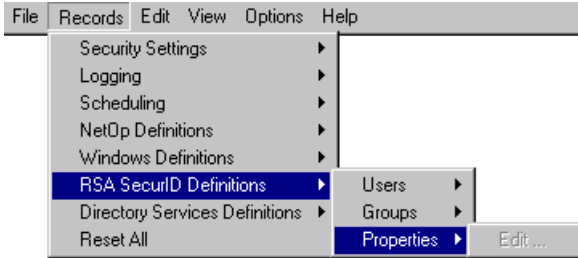 File Records Edit View Options Help
Security Settings
Logging
Scheduling
NetOp Definitions
Windows Definitions
RSA SecurID Definitions Users
Directory Services Definitions Groups
Reset All Properties Edit ...